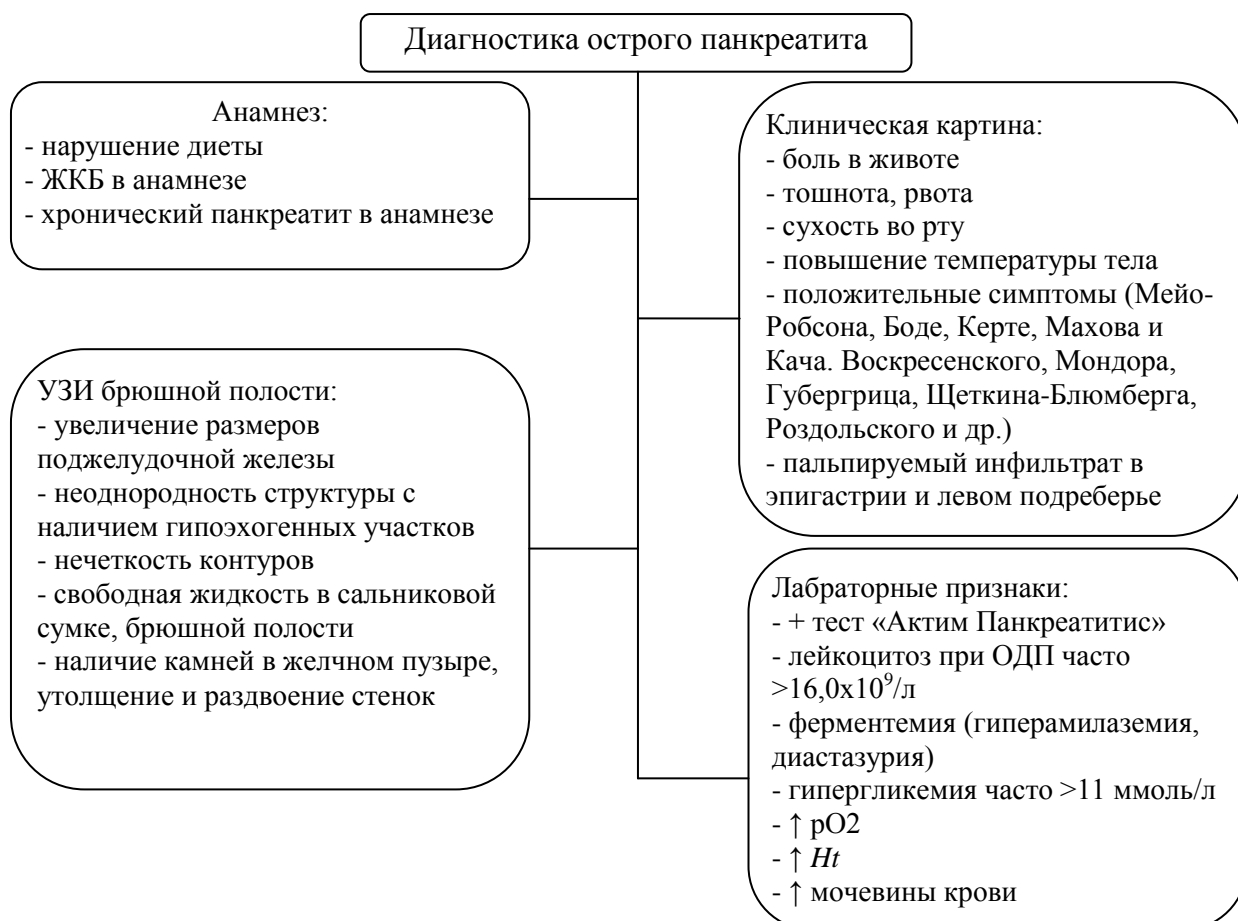 Диагностика острого панкреатита
Анамнез:
- нарушение диеты
- ЖКБ в анамнезе
- хронический панкреатит в анамнезе
Клиническая картина:
- боль в животе
- тошнота, рвота
- сухость во рту
- повышение температуры тела
- положительные симптомы (Мейо-
Робсона, Боде, Керте, Махова и
Кача. Воскресенского, Мондора,
Губергрица, Щеткина-Блюмберга,
Роздольского и др.)
- пальпируемый инфильтрат в
эпигастрии и левом подреберье
УЗИ брюшной полости:
- увеличение размеров
поджелудочной железы
- неоднородность структуры с
наличием гипоэхогенных участков
- нечеткость контуров
- свободная жидкость в сальниковой
сумке, брюшной полости
- наличие камней в желчном пузыре,
утолщение и раздвоение стенок
Лабраторные признаки:
- + тест «Актим Панкреатитис»
- лейкоцитоз при ОДП часто
>16,0х10⁹/л
- ферментемия (гиперамилаземия,
диастазурия)
- гипергликемия часто >11 ммоль/л
- ↑ рО2
- ↑ Ht
- ↑ мочевины крови